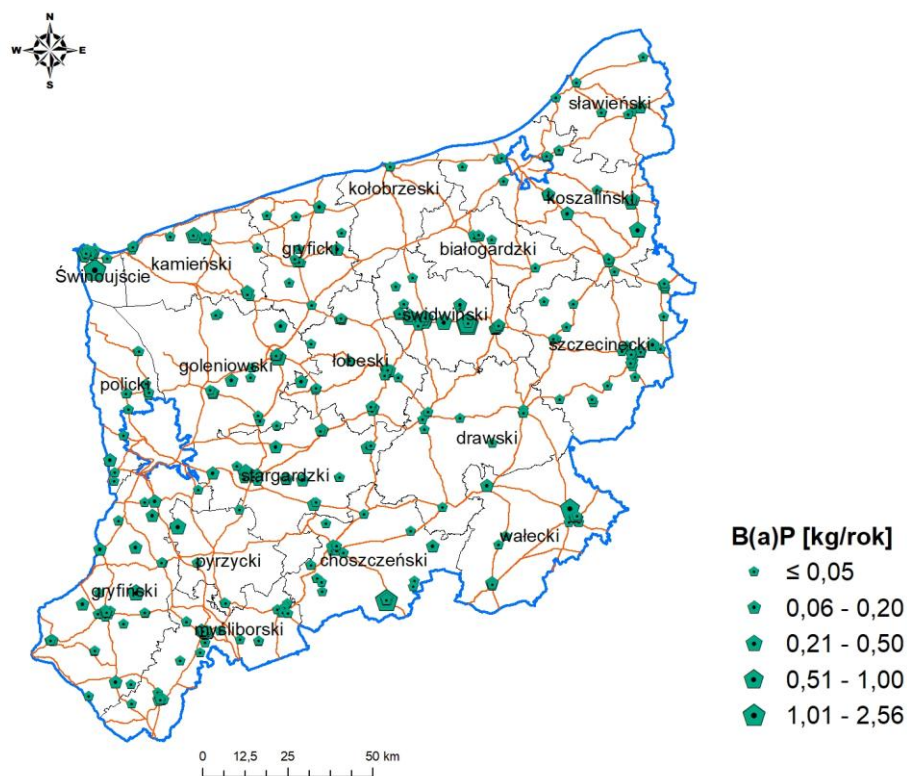 N
W E
S
sławieński
kołobrzeski
koszaliński
białogardzki
gryficki
kamieński
Świnoujście
świdwiński
szczecinecki
goleniowski
łobeski
policki
drawski
stargardzki
wałecki
choszczeński
pyrzycki
gryfiński
myśliborski
B(a)P [kg/rok]
≤ 0,05
0,06 - 0,20
0,21 - 0,50
0,51 - 1,00
1,01 - 2,56
0 12,5 25 50 km